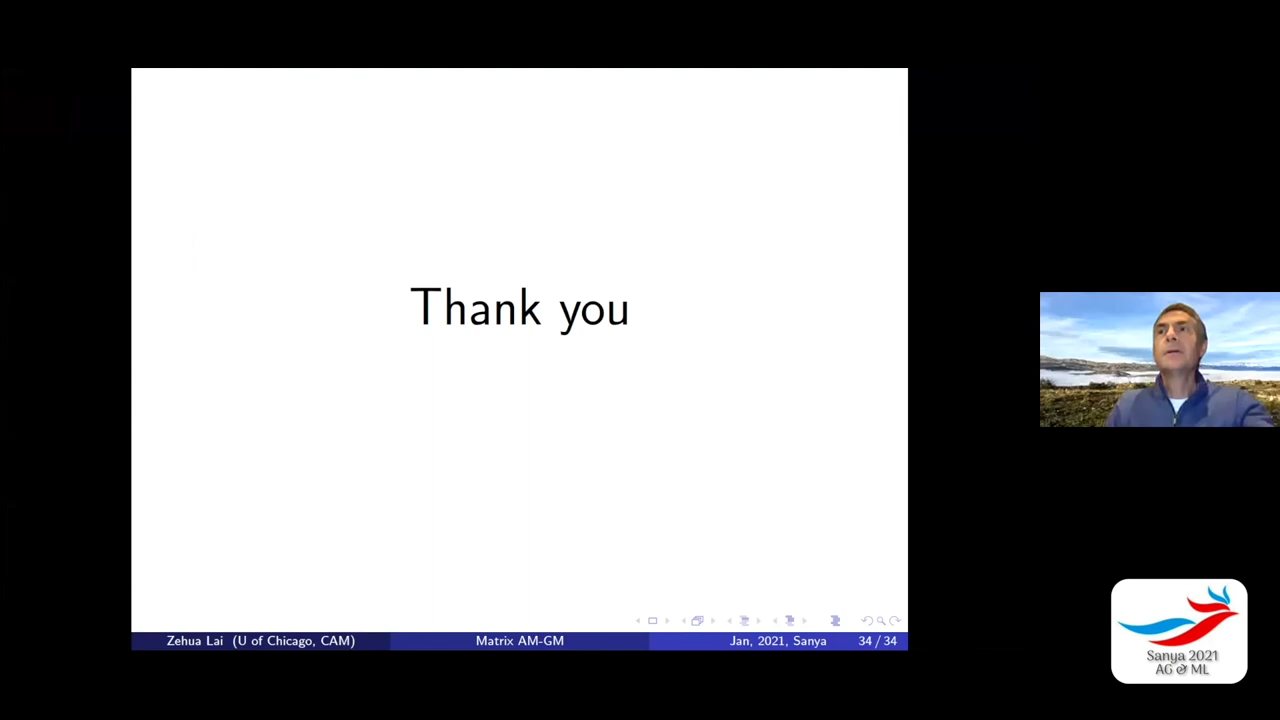 Thank you
Zehua Lai (U of Chicago, CAM)
Matrix AM-GM
Jan, 2021, Sanya
34 / 34
Sanya 2021
AG & ML